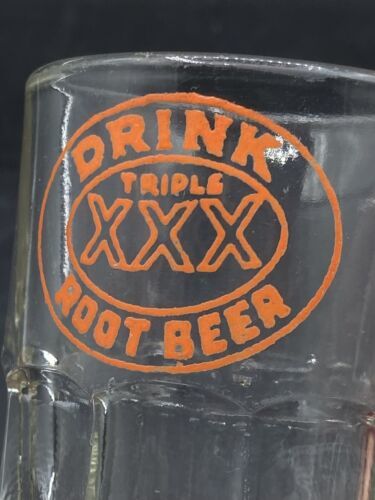 DRINK
TRIPLE
XXX
ROOT BEER